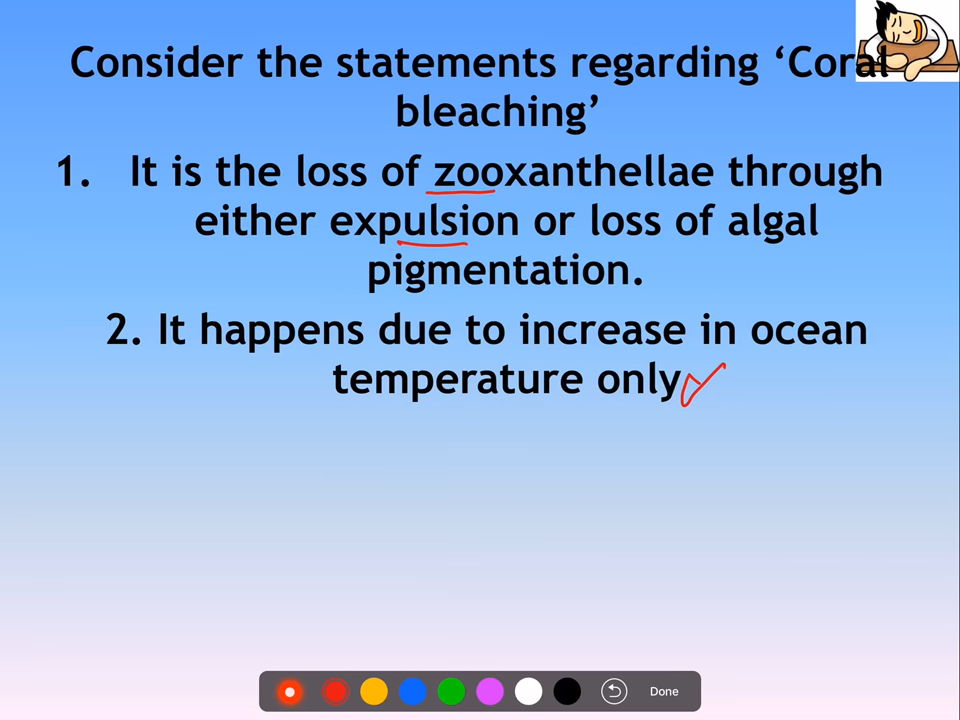 Consider the statements regarding ‘Coral
bleaching’
1. It is the loss of zooxanthellae through
either expulsion or loss of algal
pigmentation.
2. It happens due to increase in ocean
temperature only
Done